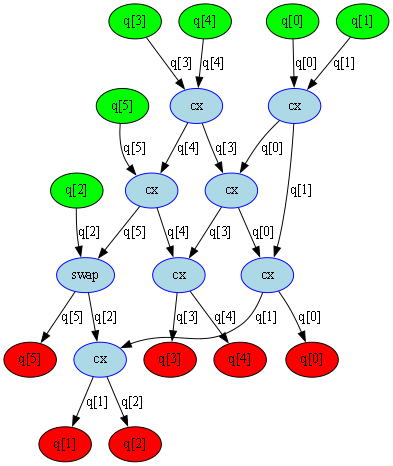 q[3] q[4] q[0] q[1]
q[3] q[4] q[0] q[1]
q[5] cx cx
q[5] q[4] q[3] q[0]
q[2] cx cx q[1]
q[2] q[5] q[4] q[3] q[0]
swap cx cx
q[5] q[2] q[3] q[4] q[1] q[0]
q[5] cx q[3] q[4] q[0]
q[1] q[2]
q[1] q[2]